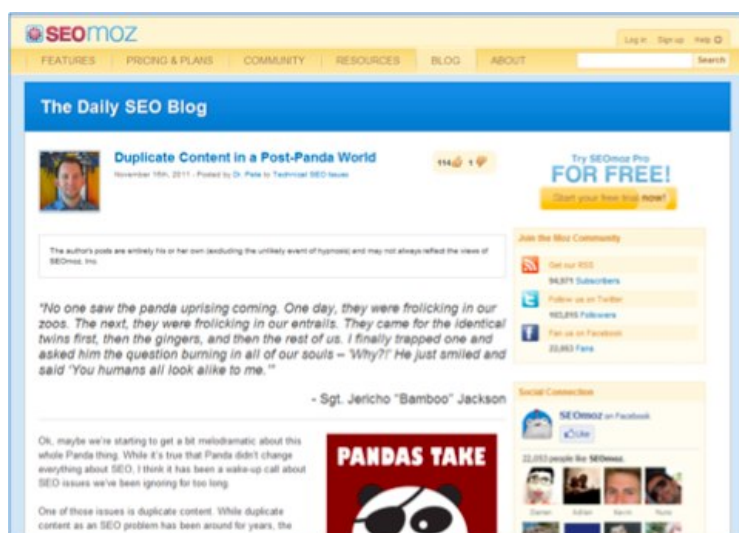 SEOmoz
Log in Sign up Help
FEATURES PRICING & PLANS COMMUNITY RESOURCES BLOG ABOUT Search
The Daily SEO Blog
Duplicate Content in a Post-Panda World
114 1
November 16th, 2011 - Posted by Dr. Pete to Technical SEO Issues
Try SEOmoz Pro
FOR FREE!
Start your free trial now!
The author's posts are entirely his or her own (excluding the unlikely event of hypnosis) and may not always reflect the views of
SEOmoz, Inc.
"No one saw the panda uprising coming. One day, they were frolicking in our
zoos. The next, they were frolicking in our entrails. They came for the identical
twins first, then the gingers, and then the rest of us. I finally trapped one and
asked him the question burning in all of our souls – 'Why?!' He just smiled and
said 'You humans all look alike to me.'"
- Sgt. Jericho "Bamboo" Jackson
Ok, maybe we're starting to get a bit melodramatic about this
whole Panda thing. While it's true that Panda didn't change
everything about SEO, I think it has been a wake-up call about
SEO issues we've been ignoring for too long.
One of those issues is duplicate content. While duplicate
content as an SEO problem has been around for years, the
PANDAS TAKE
Join the Moz Community
Get our RSS
94,971 Subscribers
Follow us on Twitter
103,815 Followers
Fan us on Facebook
22,053 Fans
Social Connection
SEOmoz on Facebook
Like
22,053 people like SEOmoz.
Darren Adrian Kevin Nuno